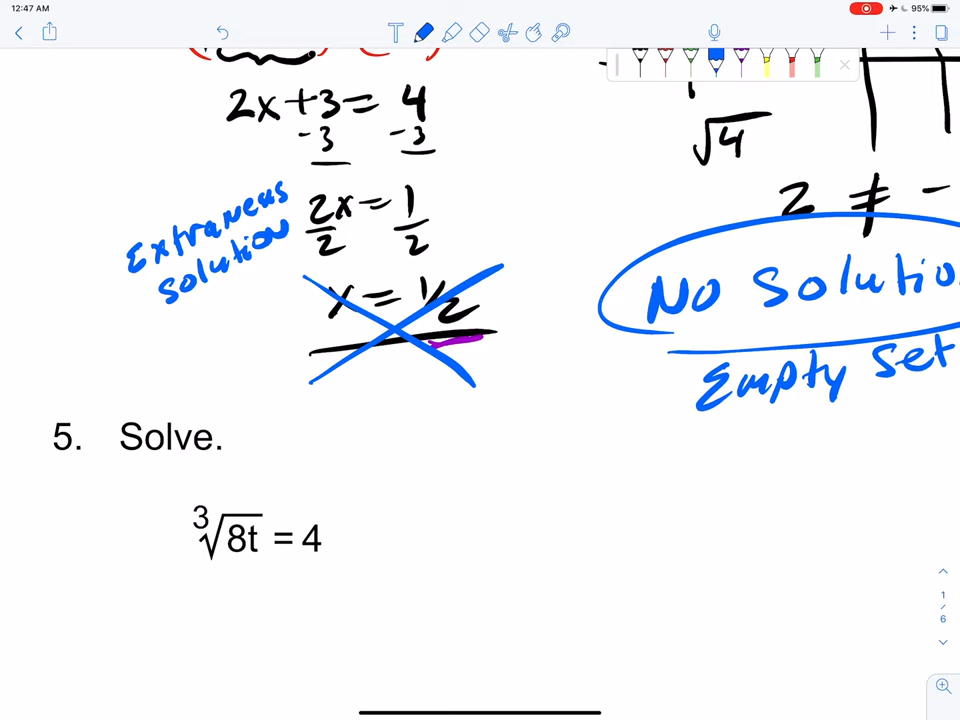 12:47 AM
95%
2x+3 = 4
-3 -3
√4
2x = 1
2 2
2 ≠ -
Extraneous
solution
x = 1/2
No Solutio
Empty Set
5. Solve.
∛8t = 4
1
/
6